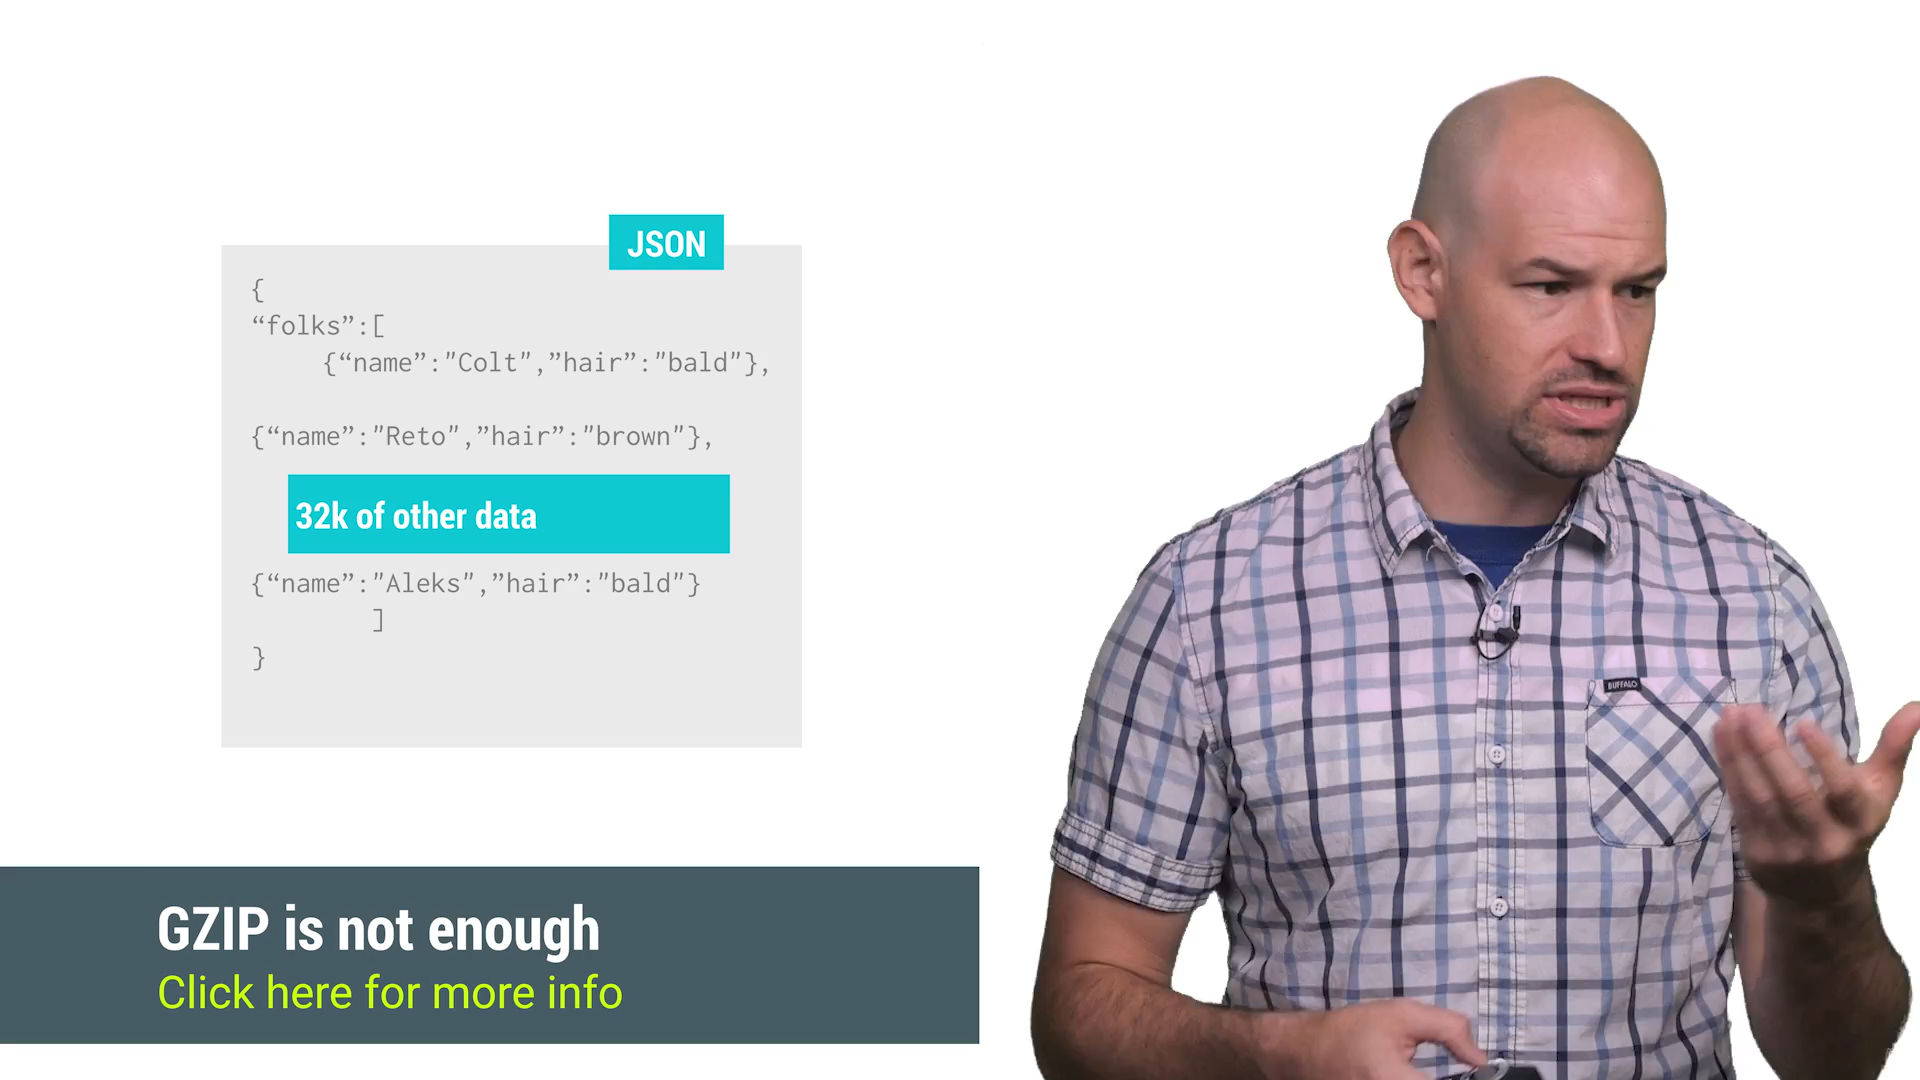 JSON
{
“folks”:[
{“name”:"Colt",”hair”:"bald"},
{“name”:"Reto",”hair”:"brown"},
32k of other data
{“name”:"Aleks",”hair”:"bald"}
]
}
GZIP is not enough
Click here for more info
BUFFALO